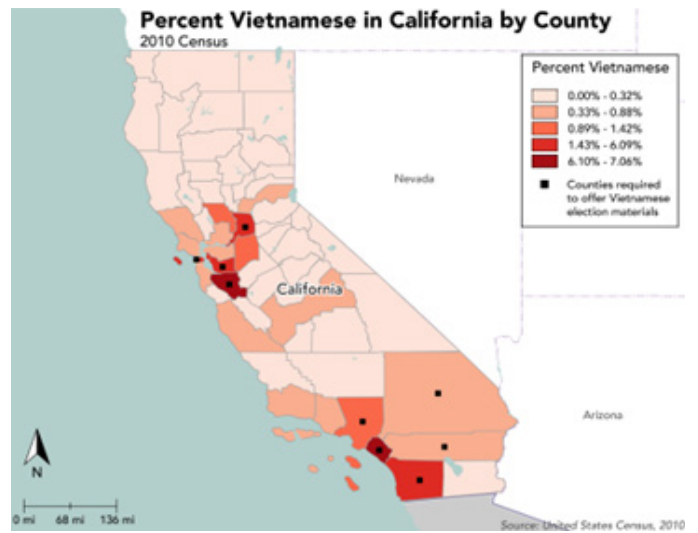 Percent Vietnamese in California by County
2010 Census
Percent Vietnamese
0.00% - 0.32%
0.33% - 0.88%
0.89% - 1.42%
1.43% - 6.09%
6.10% - 7.06%
Counties required
to offer Vietnamese
election materials
Nevada
California
Arizona
N
0 mi 68 mi 136 mi
Source: United States Census, 2010